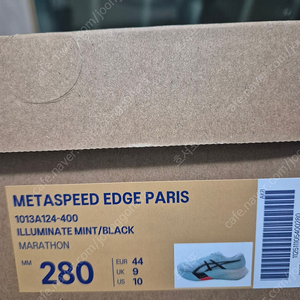 METASPEED EDGE PARIS
1013A124-400
ILLUMINATE MINT/BLACK
MARATHON
MM 280 EUR 44
UK 9
US 10